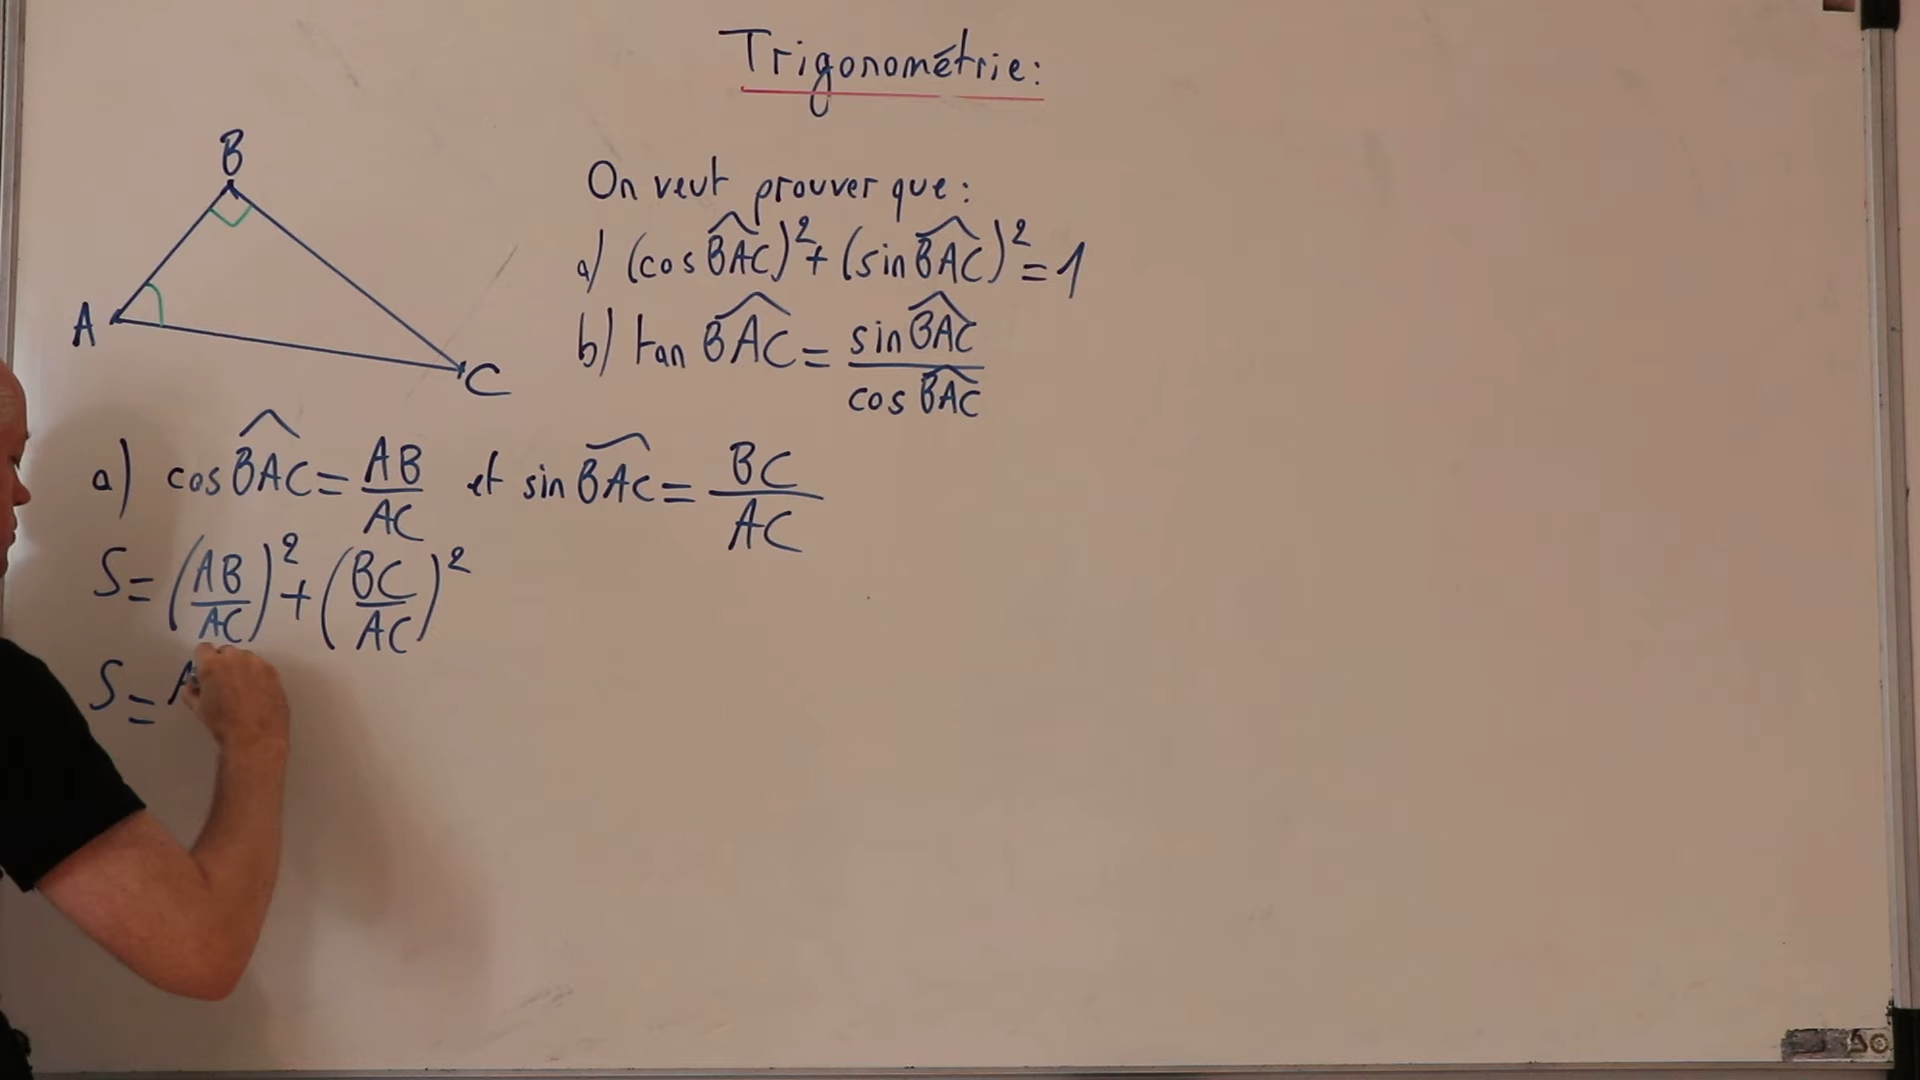 Trigonométrie:
B
A
C
On veut prouver que:
a) (cos BAC)² + (sin BAC)² = 1
b) tan BAC = sin BAC / cos BAC
a) cos BAC = AB / AC et sin BAC = BC / AC
S = (AB / AC)² + (BC / AC)²
S = A